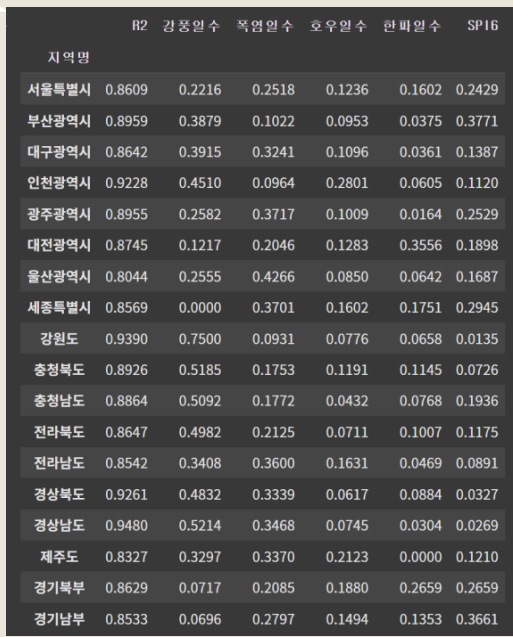 R2 강풍일수 폭염일수 호우일수 한파일수 SPI6
지역명
서울특별시 0.8609 0.2216 0.2518 0.1236 0.1602 0.2429
부산광역시 0.8959 0.3879 0.1022 0.0953 0.0375 0.3771
대구광역시 0.8642 0.3915 0.3241 0.1096 0.0361 0.1387
인천광역시 0.9228 0.4510 0.0964 0.2801 0.0605 0.1120
광주광역시 0.8955 0.2582 0.3717 0.1009 0.0164 0.2529
대전광역시 0.8745 0.1217 0.2046 0.1283 0.3556 0.1898
울산광역시 0.8044 0.2555 0.4266 0.0850 0.0642 0.1687
세종특별시 0.8569 0.0000 0.3701 0.1602 0.1751 0.2945
강원도 0.9390 0.7500 0.0931 0.0776 0.0658 0.0135
충청북도 0.8926 0.5185 0.1753 0.1191 0.1145 0.0726
충청남도 0.8864 0.5092 0.1772 0.0432 0.0768 0.1936
전라북도 0.8647 0.4982 0.2125 0.0711 0.1007 0.1175
전라남도 0.8542 0.3408 0.3600 0.1631 0.0469 0.0891
경상북도 0.9261 0.4832 0.3339 0.0617 0.0884 0.0327
경상남도 0.9480 0.5214 0.3468 0.0745 0.0304 0.0269
제주도 0.8327 0.3297 0.3370 0.2123 0.0000 0.1210
경기북부 0.8629 0.0717 0.2085 0.1880 0.2659 0.2659
경기남부 0.8533 0.0696 0.2797 0.1494 0.1353 0.3661